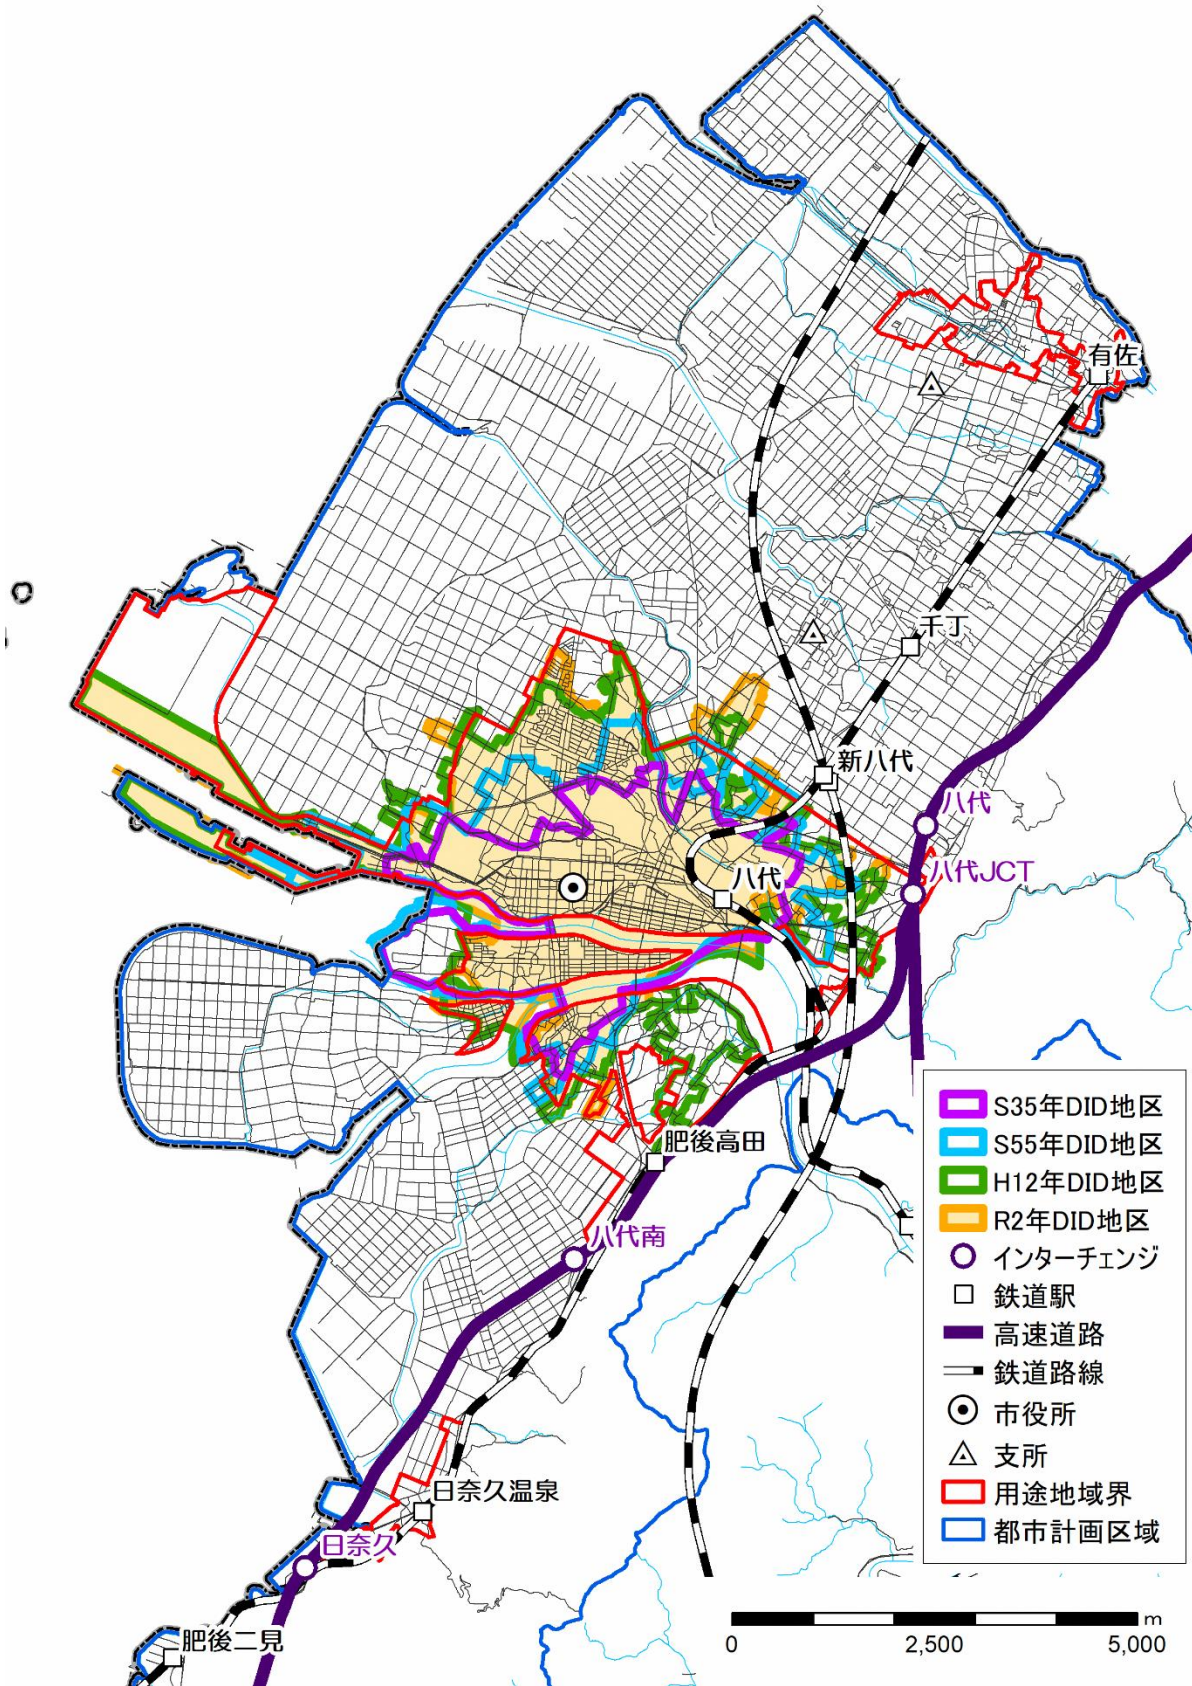 有佐
千丁
新八代
八代
八代JCT
八代
肥後高田
八代南
日奈久温泉
日奈久
肥後二見
S35年DID地区
S55年DID地区
H12年DID地区
R2年DID地区
インターチェンジ
鉄道駅
高速道路
鉄道路線
市役所
支所
用途地域界
都市計画区域
m
0
2,500
5,000